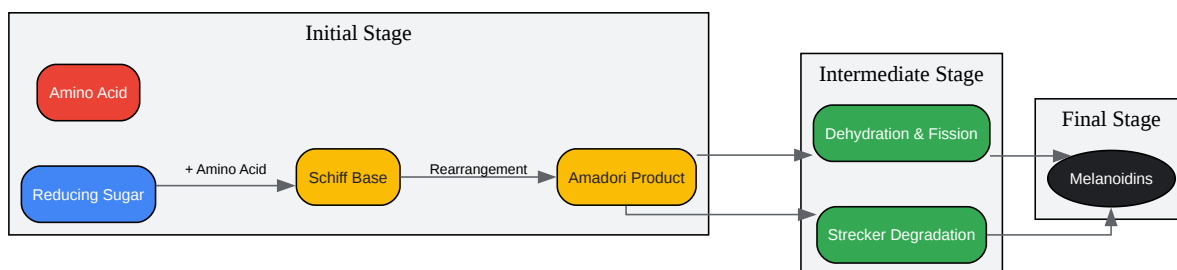 Initial Stage
Amino Acid
Reducing Sugar
+ Amino Acid
Schiff Base
Rearrangement
Amadori Product
Intermediate Stage
Dehydration & Fission
Strecker Degradation
Final Stage
Melanoidins